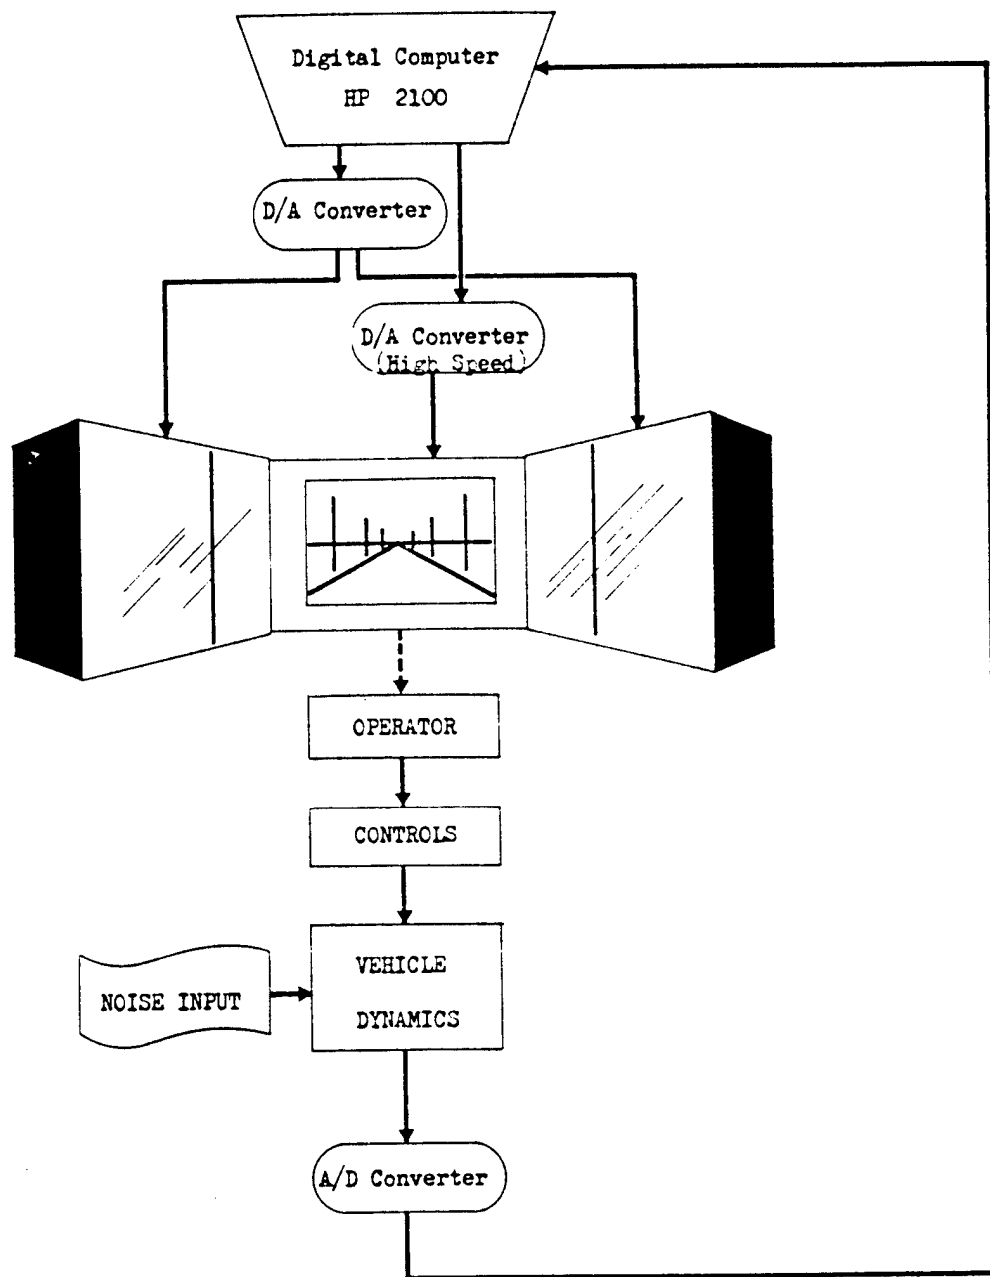 Digital Computer
HP 2100
D/A Converter
D/A Converter
(High Speed)
OPERATOR
CONTROLS
VEHICLE
DYNAMICS
NOISE INPUT
A/D Converter